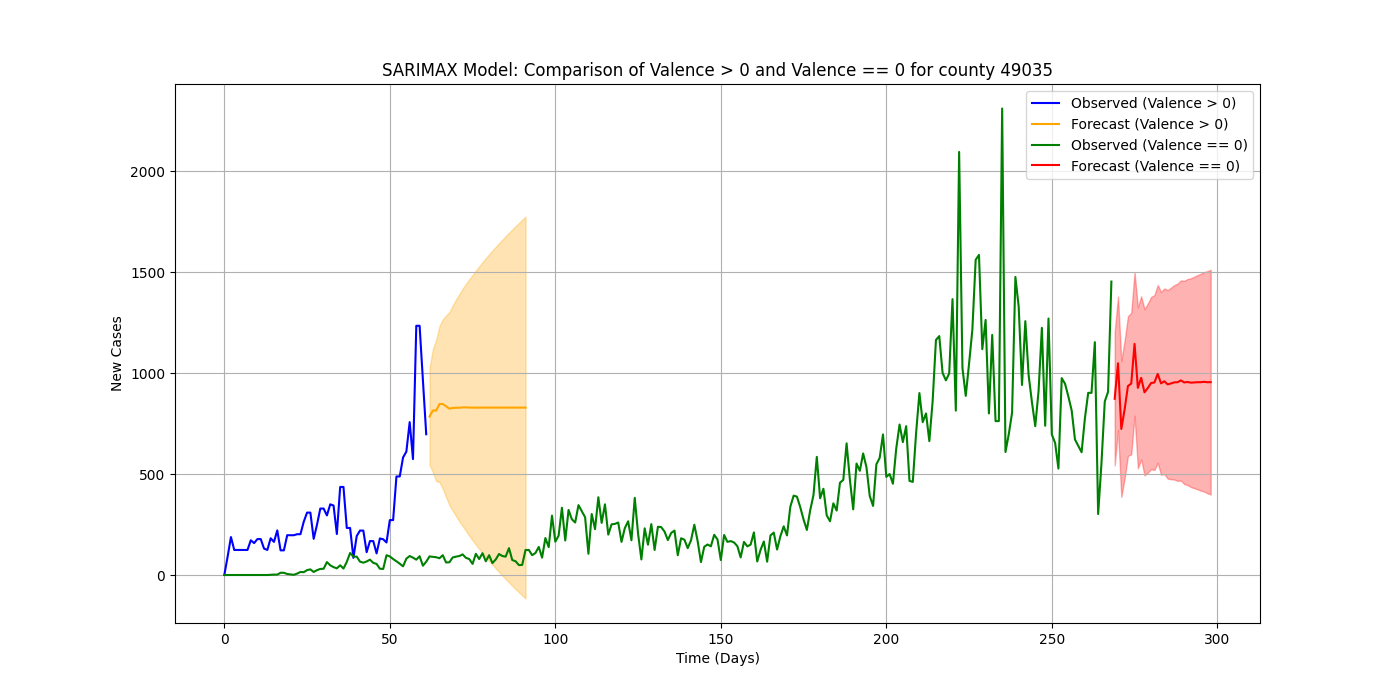 SARIMAX Model: Comparison of Valence > 0 and Valence == 0 for county 49035
Observed (Valence > 0)
Forecast (Valence > 0)
Observed (Valence == 0)
Forecast (Valence == 0)
New Cases
2000
1500
1000
500
0
0 50 100 150 200 250 300
Time (Days)